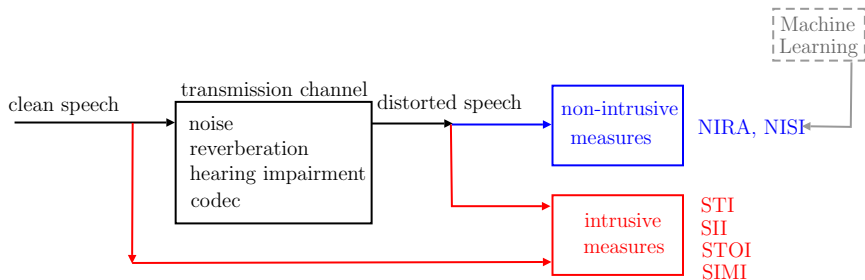 Machine
Learning
transmission channel
clean speech
distorted speech
noise
reverberation
hearing impairment
codec
non-intrusive
measures
NIRA, NISI
intrusive
measures
STI
SII
STOI
SIMI